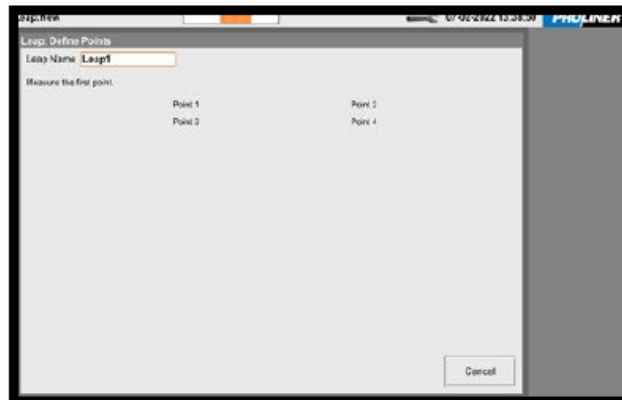 Leap:New 07-02-2022 13:38:50 PROLINER
Leap: Define Points
Leap Name Leap1
Measure the first point.
Point 1 Point 2
Point 3 Point 4
Cancel